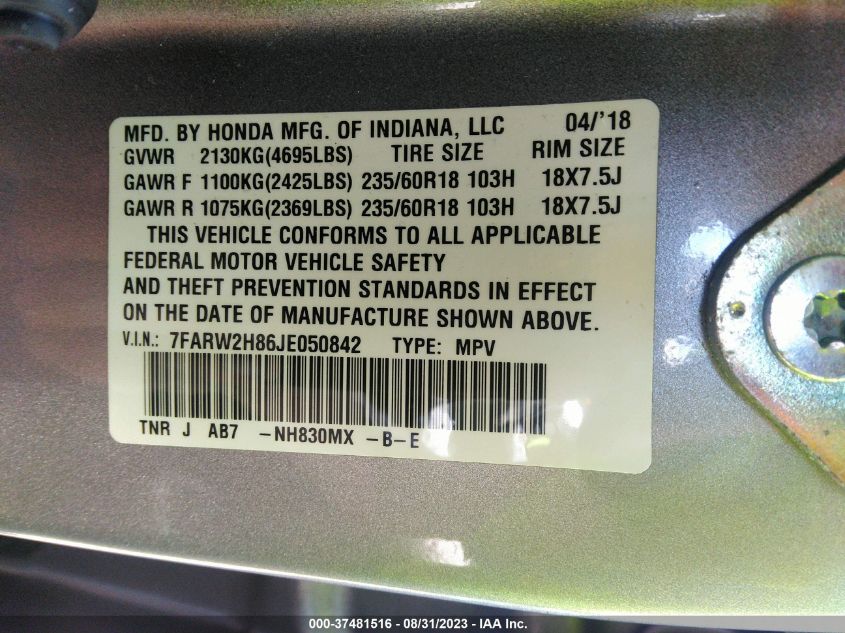 MFD. BY HONDA MFG. OF INDIANA, LLC 04/'18
GVWR 2130KG(4695LBS) TIRE SIZE RIM SIZE
GAWR F 1100KG(2425LBS) 235/60R18 103H 18X7.5J
GAWR R 1075KG(2369LBS) 235/60R18 103H 18X7.5J
THIS VEHICLE CONFORMS TO ALL APPLICABLE
FEDERAL MOTOR VEHICLE SAFETY
AND THEFT PREVENTION STANDARDS IN EFFECT
ON THE DATE OF MANUFACTURE SHOWN ABOVE.
V.I.N.: 7FARW2H86JE050842 TYPE: MPV
TNR J AB7 -NH830MX -B-E
000-37481516 - 08/31/2023 - IAA Inc.